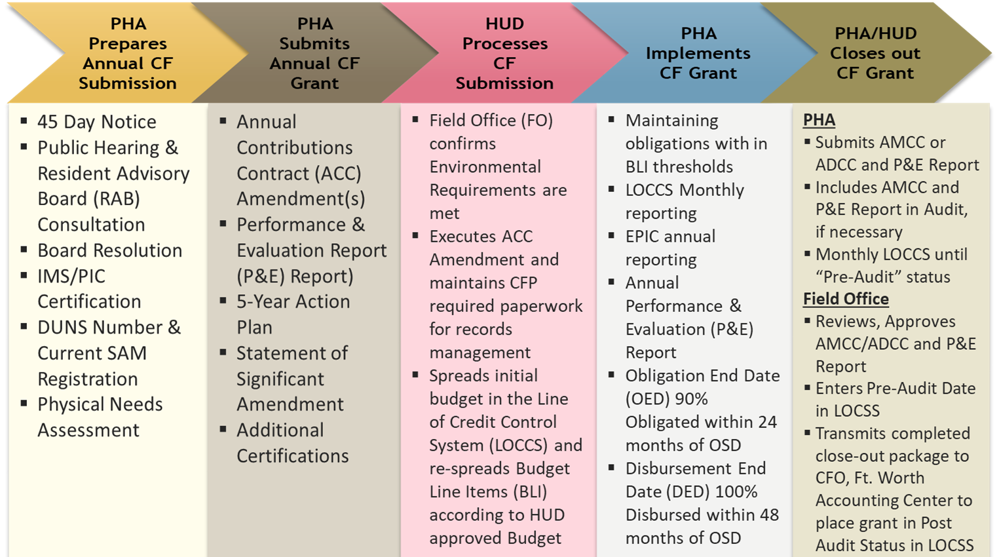 PHA
Prepares
Annual CF
Submission
PHA
Submits
Annual CF
Grant
HUD
Processes
CF
Submission
PHA
Implements
CF Grant
PHA/HUD
Closes out
CF Grant
▪ 45 Day Notice
▪ Public Hearing &
Resident Advisory
Board (RAB)
Consultation
▪ Board Resolution
▪ IMS/PIC
Certification
▪ DUNS Number &
Current SAM
Registration
▪ Physical Needs
Assessment
▪ Annual
Contributions
Contract (ACC)
Amendment(s)
▪ Performance &
Evaluation Report
(P&E) Report)
▪ 5-Year Action
Plan
▪ Statement of
Significant
Amendment
▪ Additional
Certifications
▪ Field Office (FO)
confirms
Environmental
Requirements are
met
▪ Executes ACC
Amendment and
maintains CFP
required paperwork
for records
management
▪ Spreads initial
budget in the Line
of Credit Control
System (LOCCS) and
re-spreads Budget
Line Items (BLI)
according to HUD
approved Budget
▪ Maintaining
obligations with in
BLI thresholds
▪ LOCCS Monthly
reporting
▪ EPIC annual
reporting
▪ Annual
Performance &
Evaluation (P&E)
Report
▪ Obligation End Date
(OED) 90%
Obligated within 24
months of OSD
▪ Disbursement End
Date (DED) 100%
Disbursed within 48
months of OSD
PHA
▪ Submits AMCC or
ADCC and P&E Report
▪ Includes AMCC and
P&E Report in Audit,
if necessary
▪ Monthly LOCCS until
“Pre-Audit” status
Field Office
▪ Reviews, Approves
AMCC/ADCC and P&E
Report
▪ Enters Pre-Audit Date
in LOCSS
▪ Transmits completed
close-out package to
CFO, Ft. Worth
Accounting Center to
place grant in Post
Audit Status in LOCSS